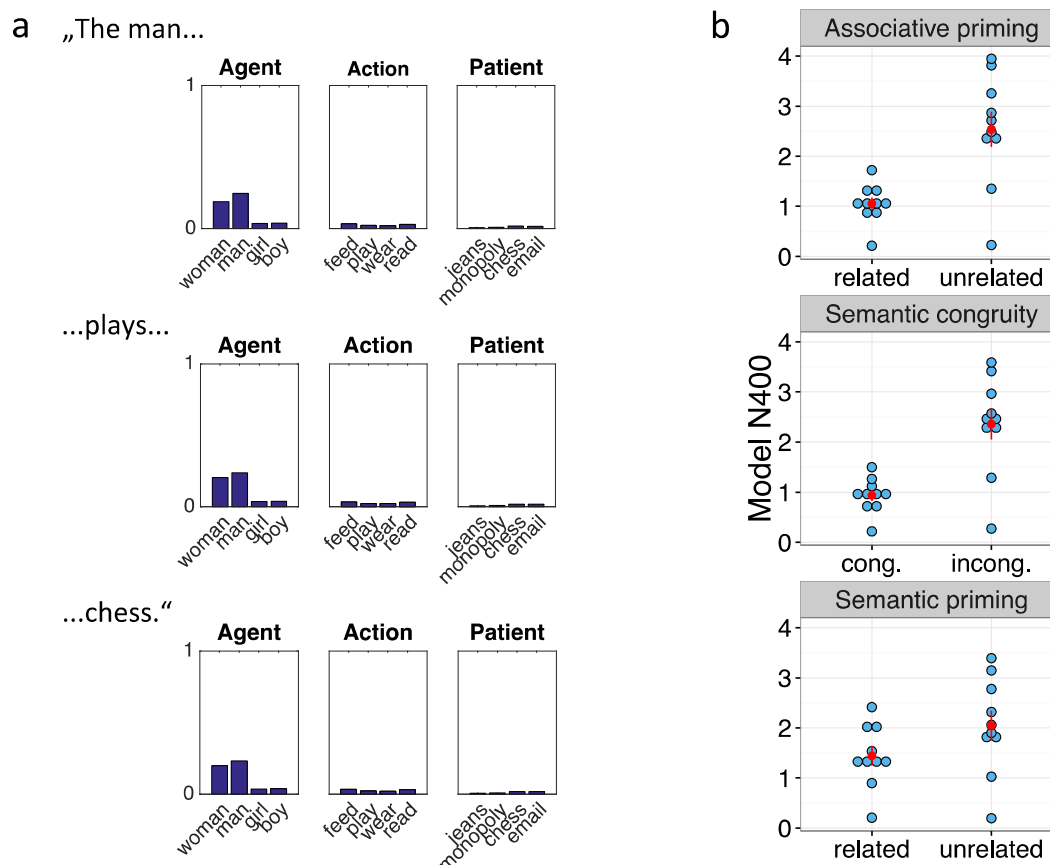 a
„The man...
Agent Action Patient
1
0
woman man girl boy feed play wear read jeans monopoly chess email
...plays...
Agent Action Patient
1
0
woman man girl boy feed play wear read jeans monopoly chess email
...chess.“
Agent Action Patient
1
0
woman man girl boy feed play wear read jeans monopoly chess email
b
Model N400
Associative priming
4
3
2
1
0
related unrelated
Semantic congruity
4
3
2
1
0
cong. incong.
Semantic priming
4
3
2
1
0
related unrelated